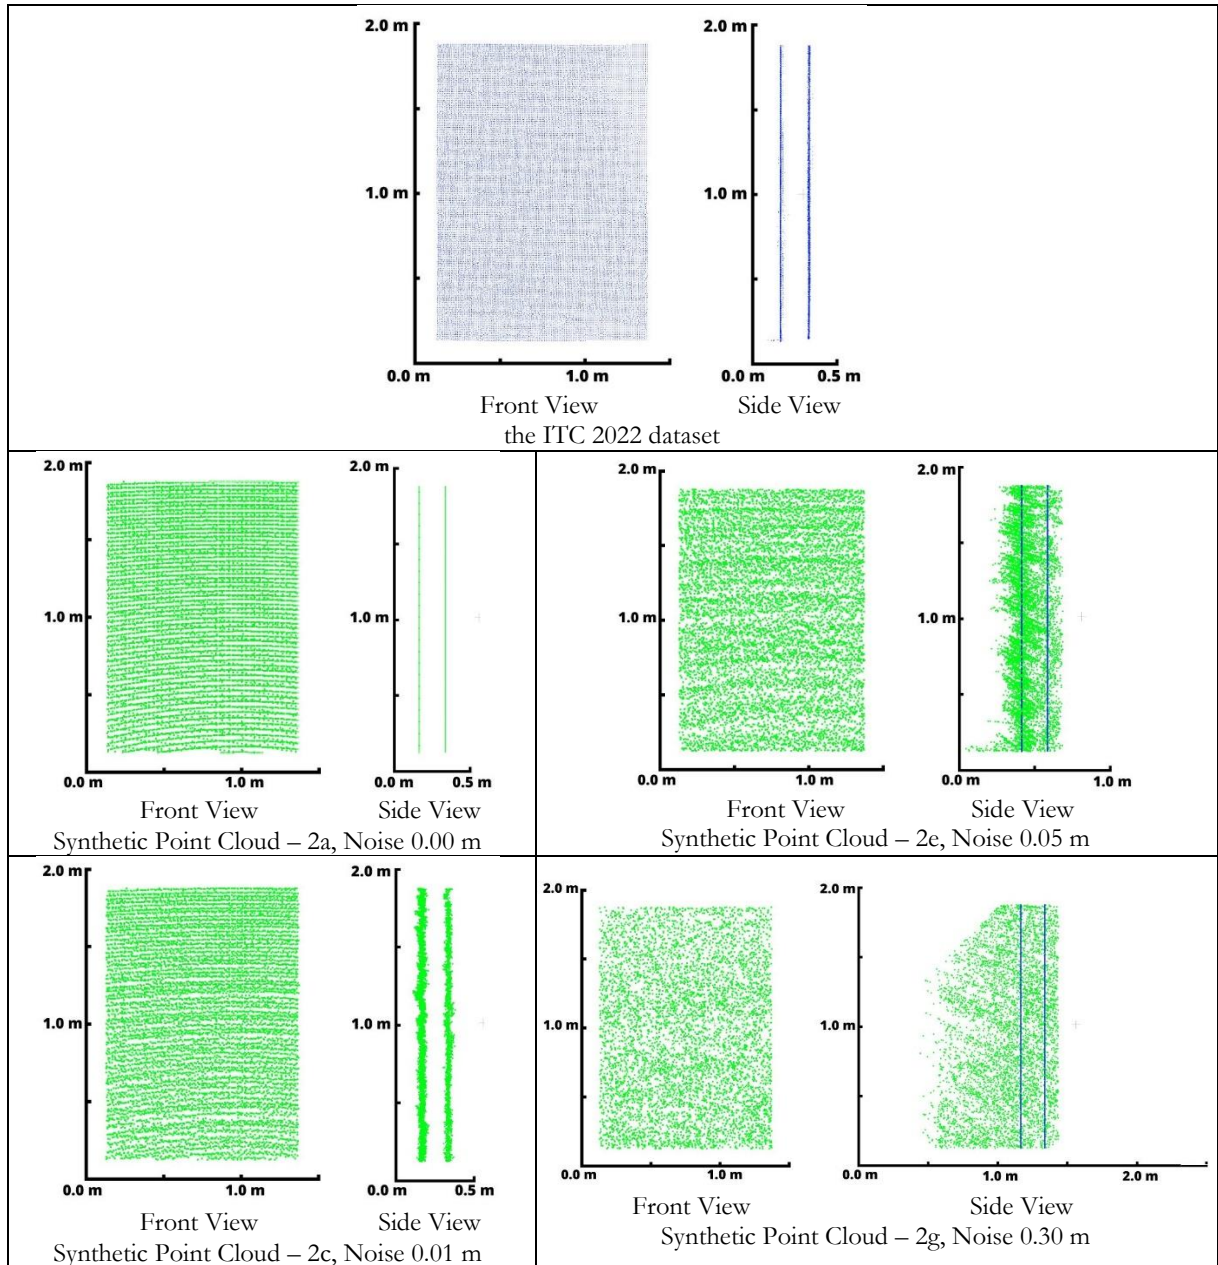 2.0 m
2.0 m
1.0 m
1.0 m
0.0 m 1.0 m
0.0 m 0.5 m
Front View
Side View
the ITC 2022 dataset
2.0 m
2.0 m
1.0 m
1.0 m
0.0 m 1.0 m
0.0 m 0.5 m
Front View
Side View
Synthetic Point Cloud – 2a, Noise 0.00 m
2.0 m
2.0 m
1.0 m
1.0 m
0.0 m 1.0 m
0.0 m 1.0 m
Front View
Side View
Synthetic Point Cloud – 2e, Noise 0.05 m
2.0 m
2.0 m
1.0 m
1.0 m
0.0 m 1.0 m
0.0 m 0.5 m
Front View
Side View
Synthetic Point Cloud – 2c, Noise 0.01 m
2.0 m
2.0 m
1.0 m
1.0 m
0.0 m 1.0 m
0.0 m 1.0 m 2.0 m
Front View
Side View
Synthetic Point Cloud – 2g, Noise 0.30 m